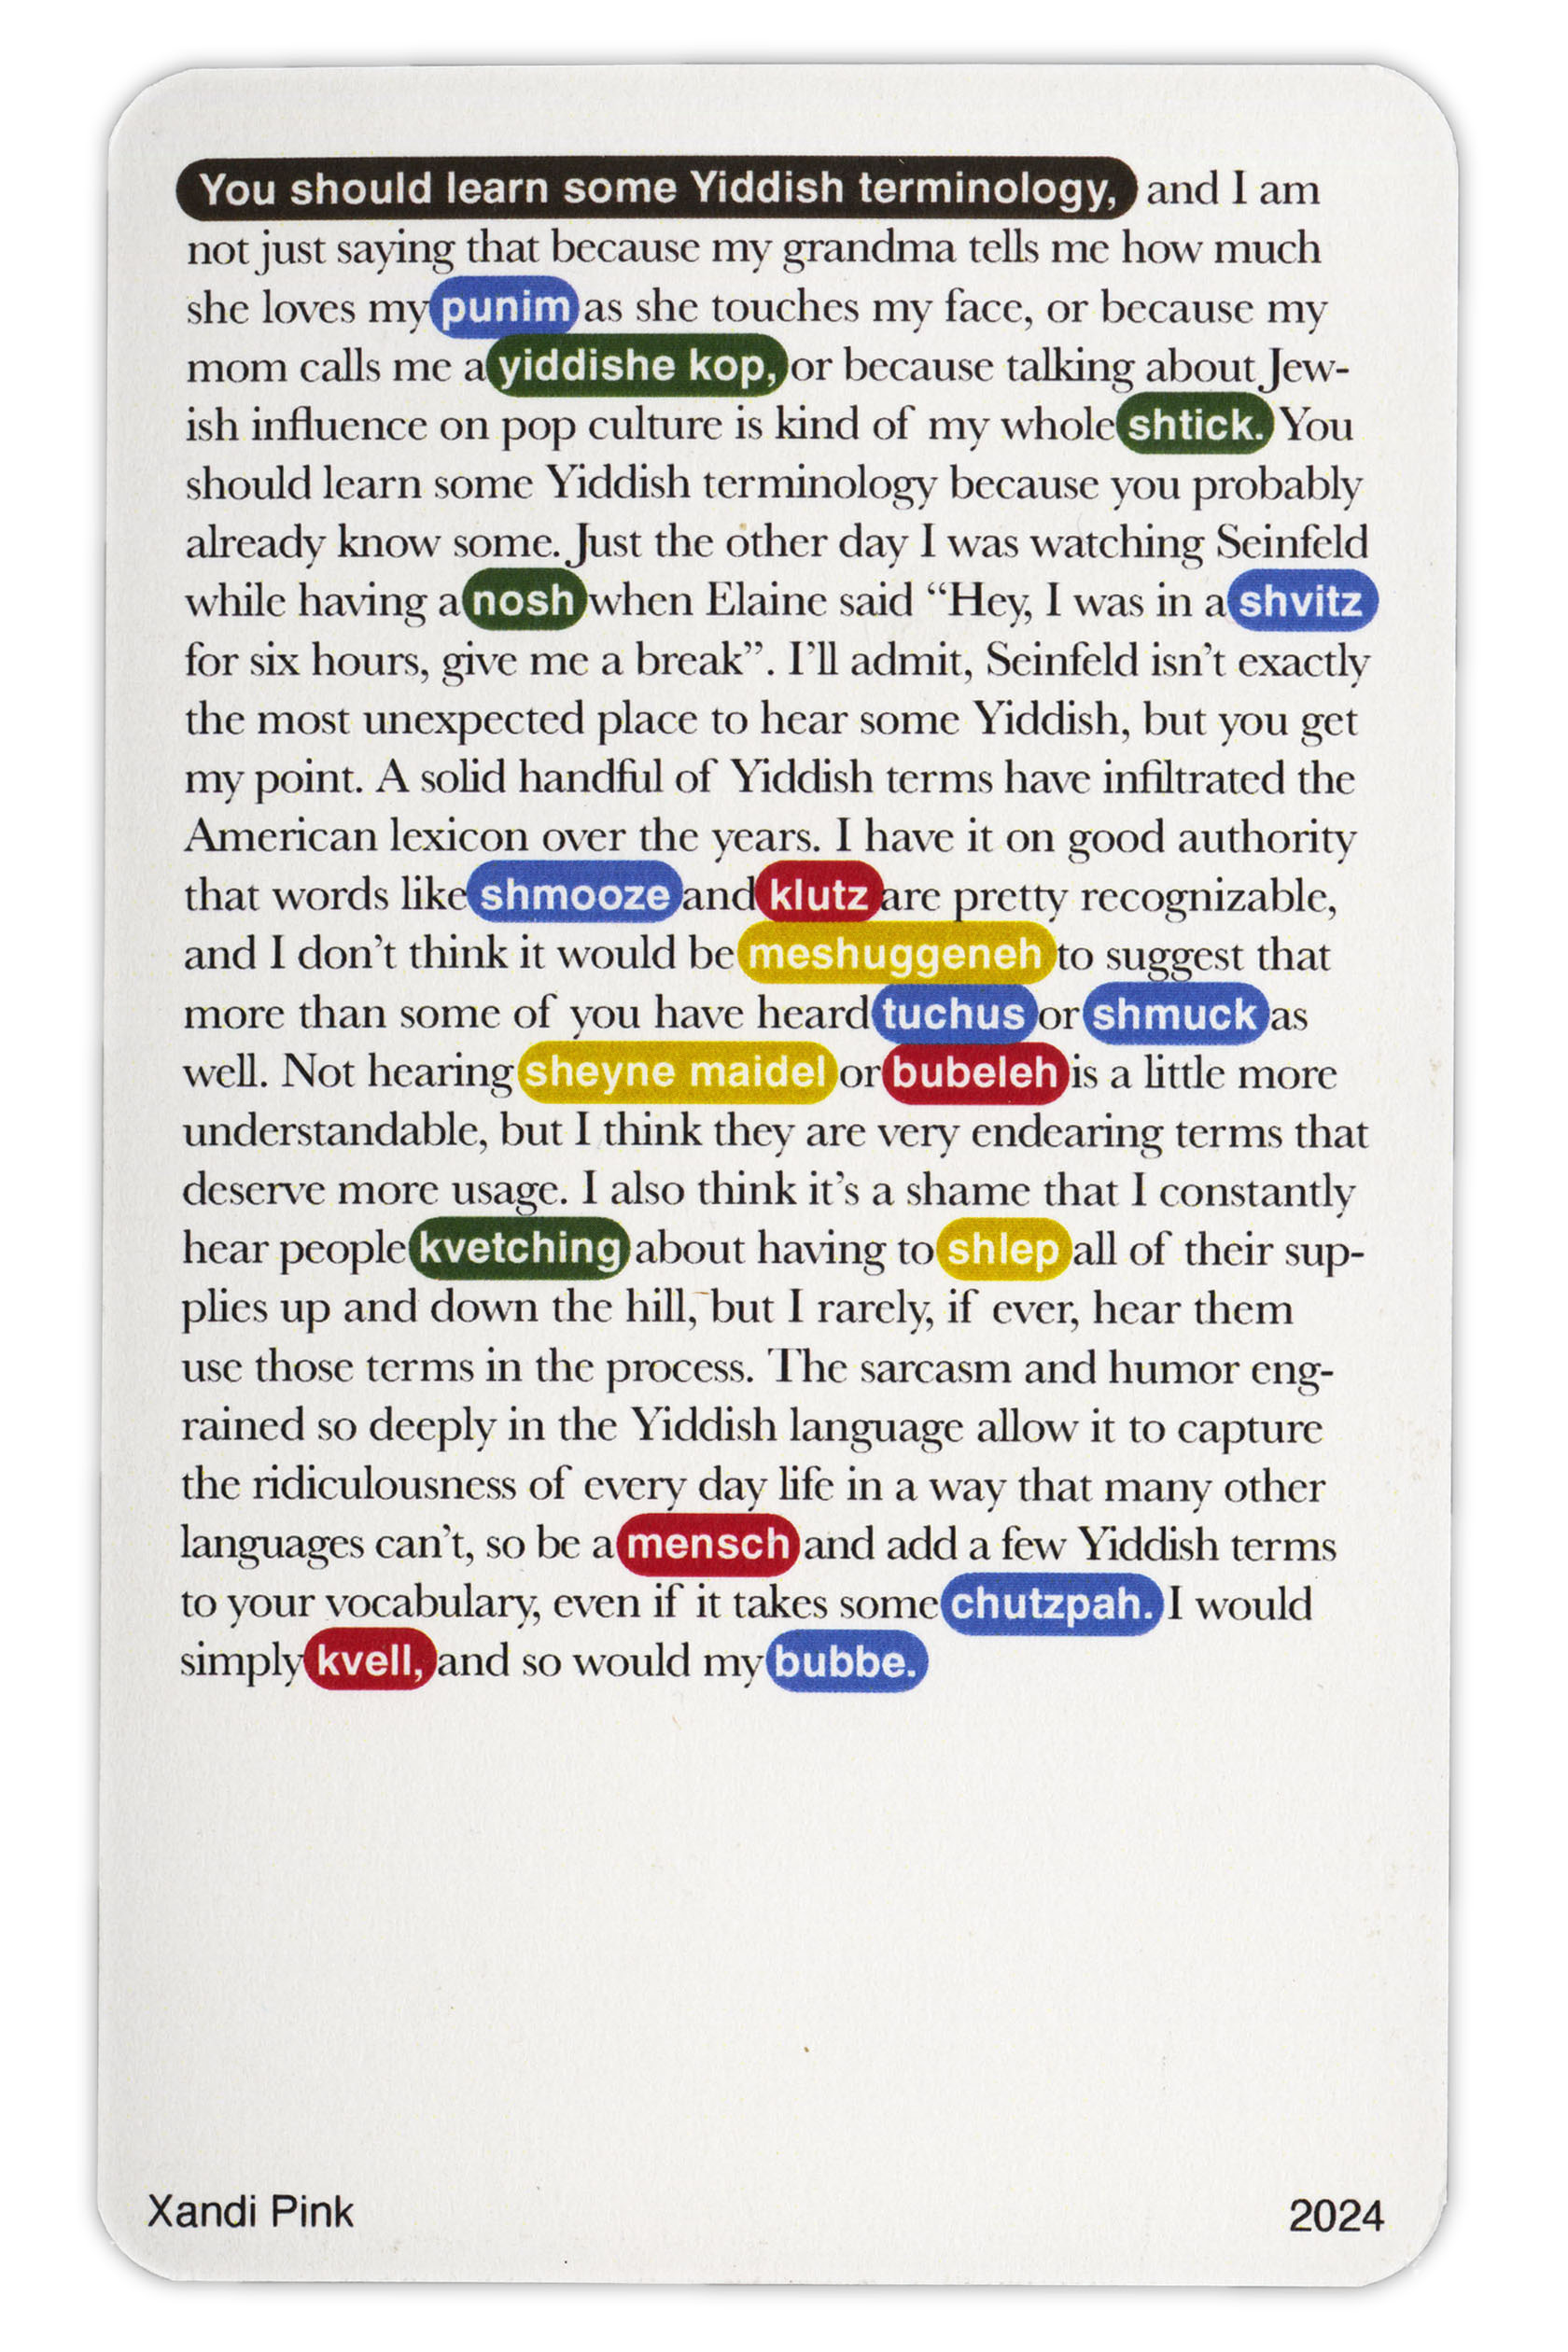 You should learn some Yiddish terminology, and I am
not just saying that because my grandma tells me how much
she loves my punim as she touches my face, or because my
mom calls me a yiddishe kop, or because talking about Jew-
ish influence on pop culture is kind of my whole shtick. You
should learn some Yiddish terminology because you probably
already know some. Just the other day I was watching Seinfeld
while having a nosh when Elaine said “Hey, I was in a shvitz
for six hours, give me a break”. I’ll admit, Seinfeld isn’t exactly
the most unexpected place to hear some Yiddish, but you get
my point. A solid handful of Yiddish terms have infiltrated the
American lexicon over the years. I have it on good authority
that words like shmooze and klutz are pretty recognizable,
and I don’t think it would be meshuggeneh to suggest that
more than some of you have heard tuchus or shmuck as
well. Not hearing sheyne maidel or bubeleh is a little more
understandable, but I think they are very endearing terms that
deserve more usage. I also think it’s a shame that I constantly
hear people kvetching about having to shlep all of their sup-
plies up and down the hill, but I rarely, if ever, hear them
use those terms in the process. The sarcasm and humor eng-
rained so deeply in the Yiddish language allow it to capture
the ridiculousness of every day life in a way that many other
languages can’t, so be a mensch and add a few Yiddish terms
to your vocabulary, even if it takes some chutzpah. I would
simply kvell, and so would my bubbe.
Xandi Pink
2024